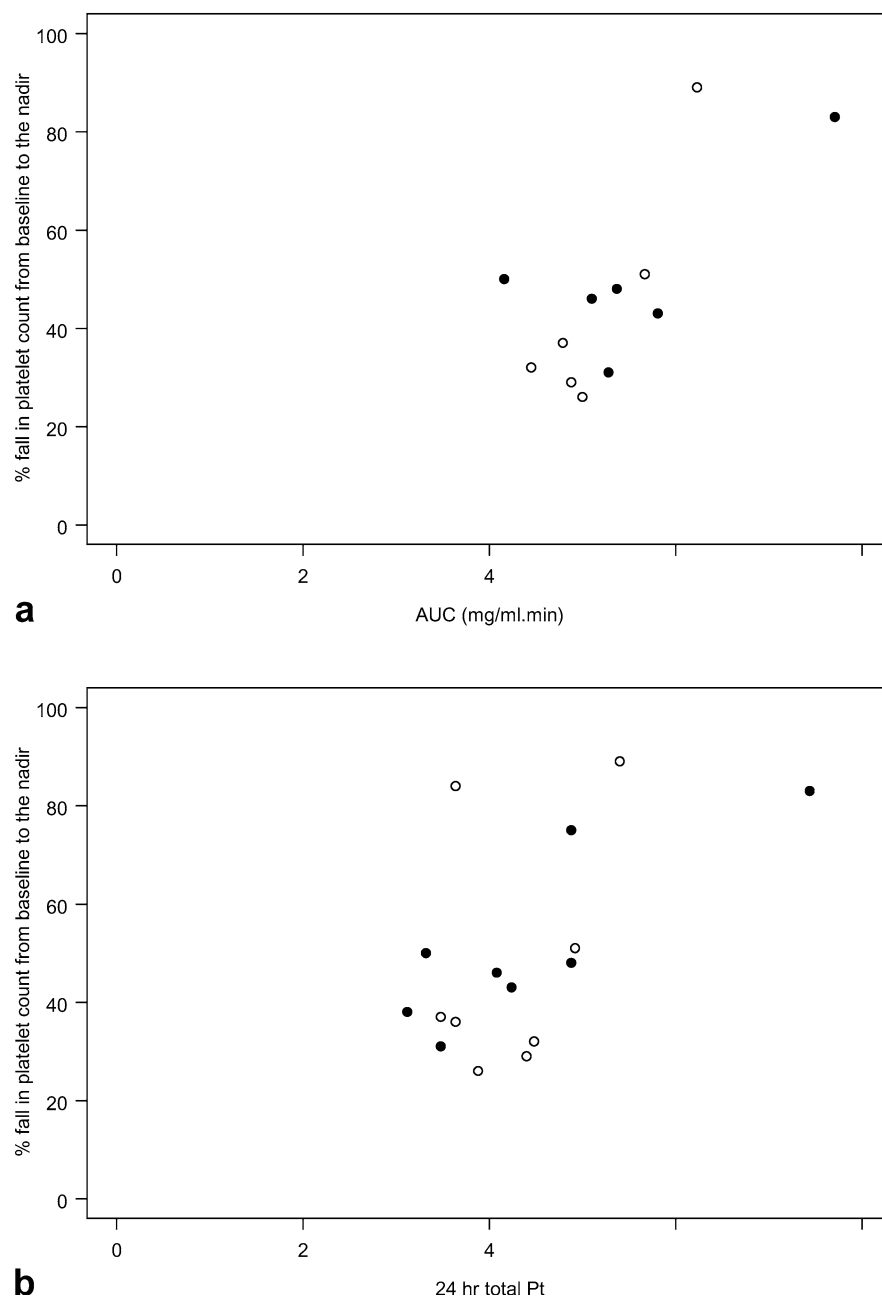 100
80
60
40
20
0
% fall in platelet count from baseline to the nadir
0 2 4
AUC (mg/ml.min)
a
100
80
60
40
20
0
% fall in platelet count from baseline to the nadir
0 2 4
24 hr total Pt
b